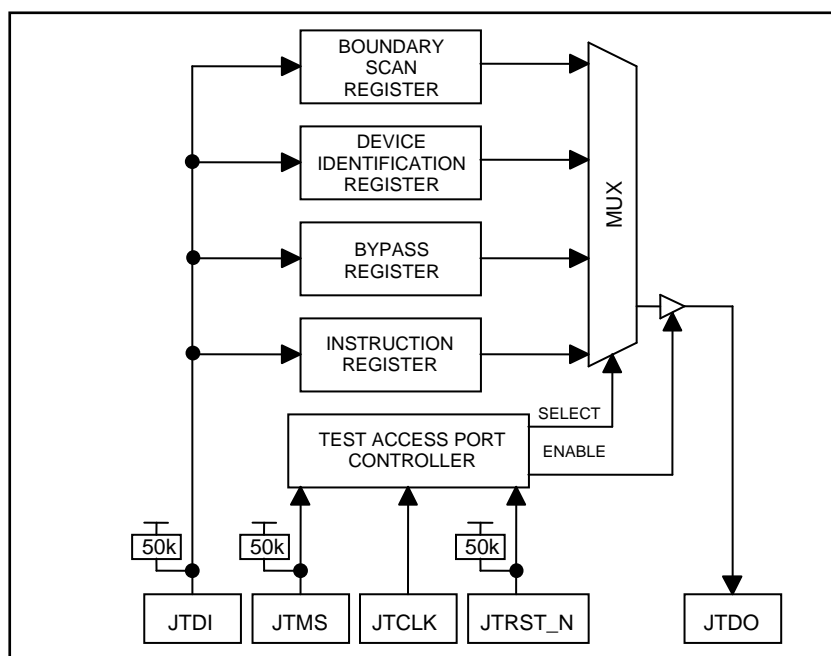 BOUNDARY
SCAN
REGISTER
DEVICE
IDENTIFICATION
REGISTER
MUX
BYPASS
REGISTER
INSTRUCTION
REGISTER
SELECT
TEST ACCESS PORT
CONTROLLER
ENABLE
50k
50k
50k
JTDI
JTMS
JTCLK
JTRST_N
JTDO